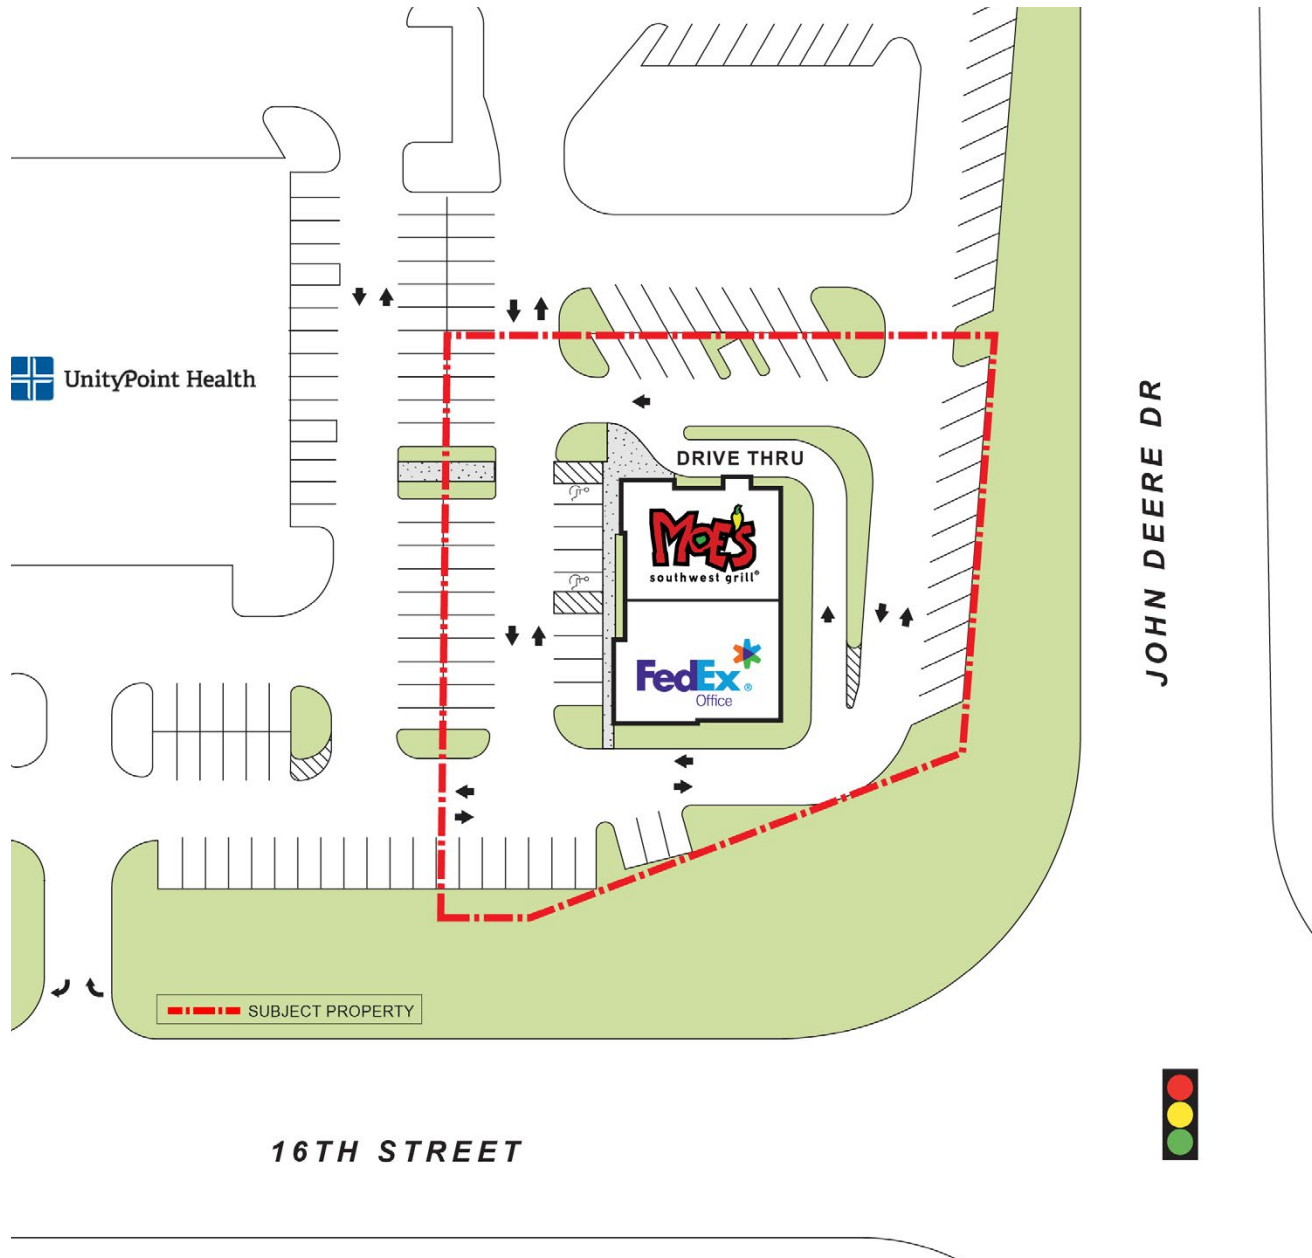 UnityPoint Health
DRIVE THRU
MOE'S
southwest grill®
FedEx®
Office
JOHN DEERE DR
SUBJECT PROPERTY
16TH STREET